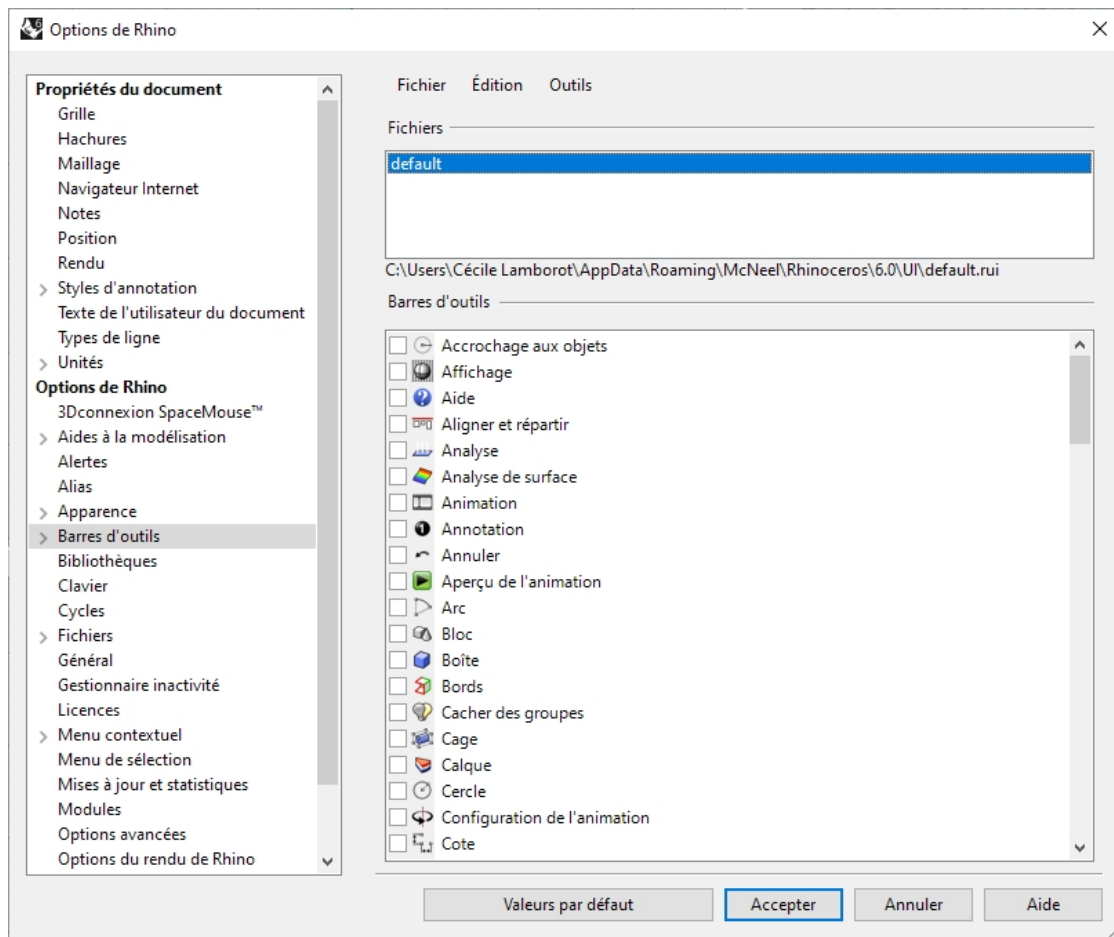 Options de Rhino
Propriétés du document
Grille
Hachures
Maillage
Navigateur Internet
Notes
Position
Rendu
Styles d'annotation
Texte de l'utilisateur du document
Types de ligne
Unités
Options de Rhino
3Dconnexion SpaceMouse™
Aides à la modélisation
Alertes
Alias
Apparence
Barres d'outils
Bibliothèques
Clavier
Cycles
Fichiers
Général
Gestionnaire inactivité
Licences
Menu contextuel
Menu de sélection
Mises à jour et statistiques
Modules
Options avancées
Options du rendu de Rhino
Fichier Édition Outils
Fichiers
default
C:\Users\Cécile Lamborot\AppData\Roaming\McNeel\Rhinoceros\6.0\UI\default.rui
Barres d'outils
Accrochage aux objets
Affichage
Aide
Aligner et répartir
Analyse
Analyse de surface
Animation
Annotation
Annuler
Aperçu de l'animation
Arc
Bloc
Boîte
Bords
Cacher des groupes
Cage
Calque
Cercle
Configuration de l'animation
Cote
Valeurs par défaut Accepter Annuler Aide